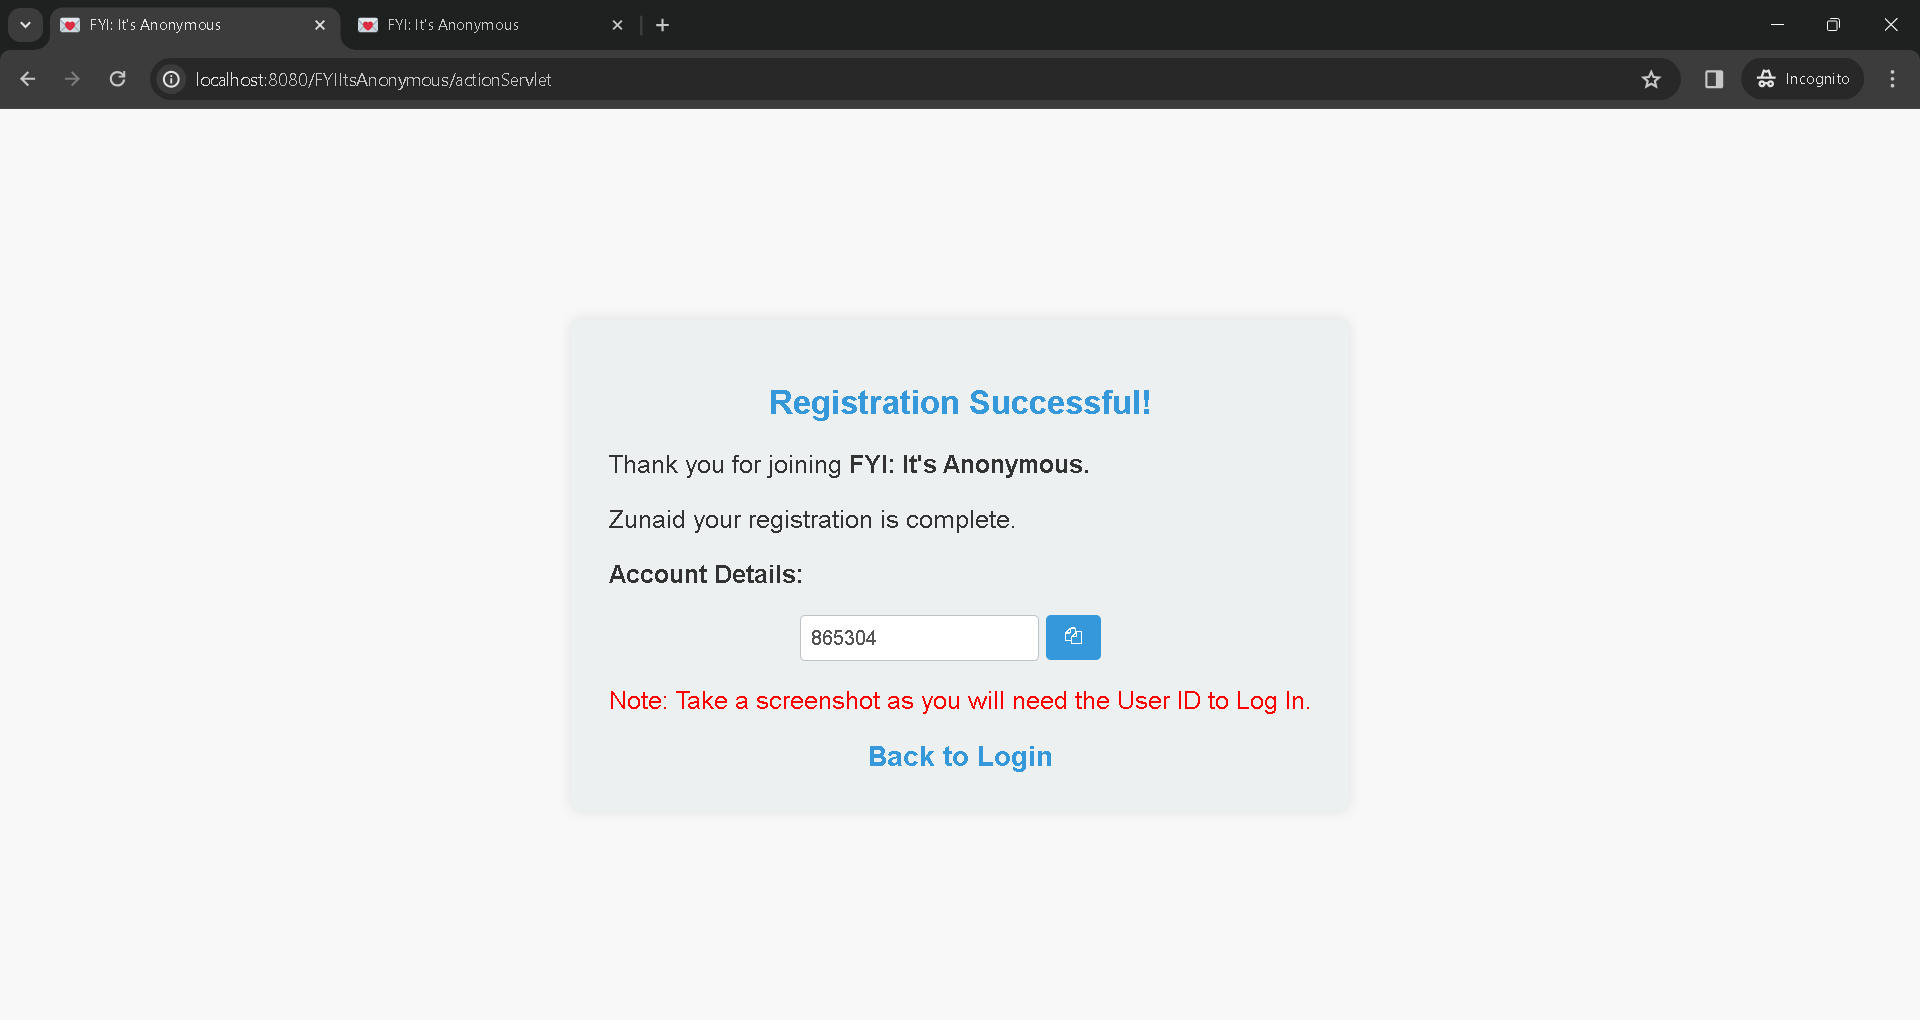 FYI: It's Anonymous
FYI: It's Anonymous
localhost:8080/FYIItsAnonymous/actionServlet
Incognito
Registration Successful!
Thank you for joining FYI: It's Anonymous.
Zunaid your registration is complete.
Account Details:
865304
Note: Take a screenshot as you will need the User ID to Log In.
Back to Login